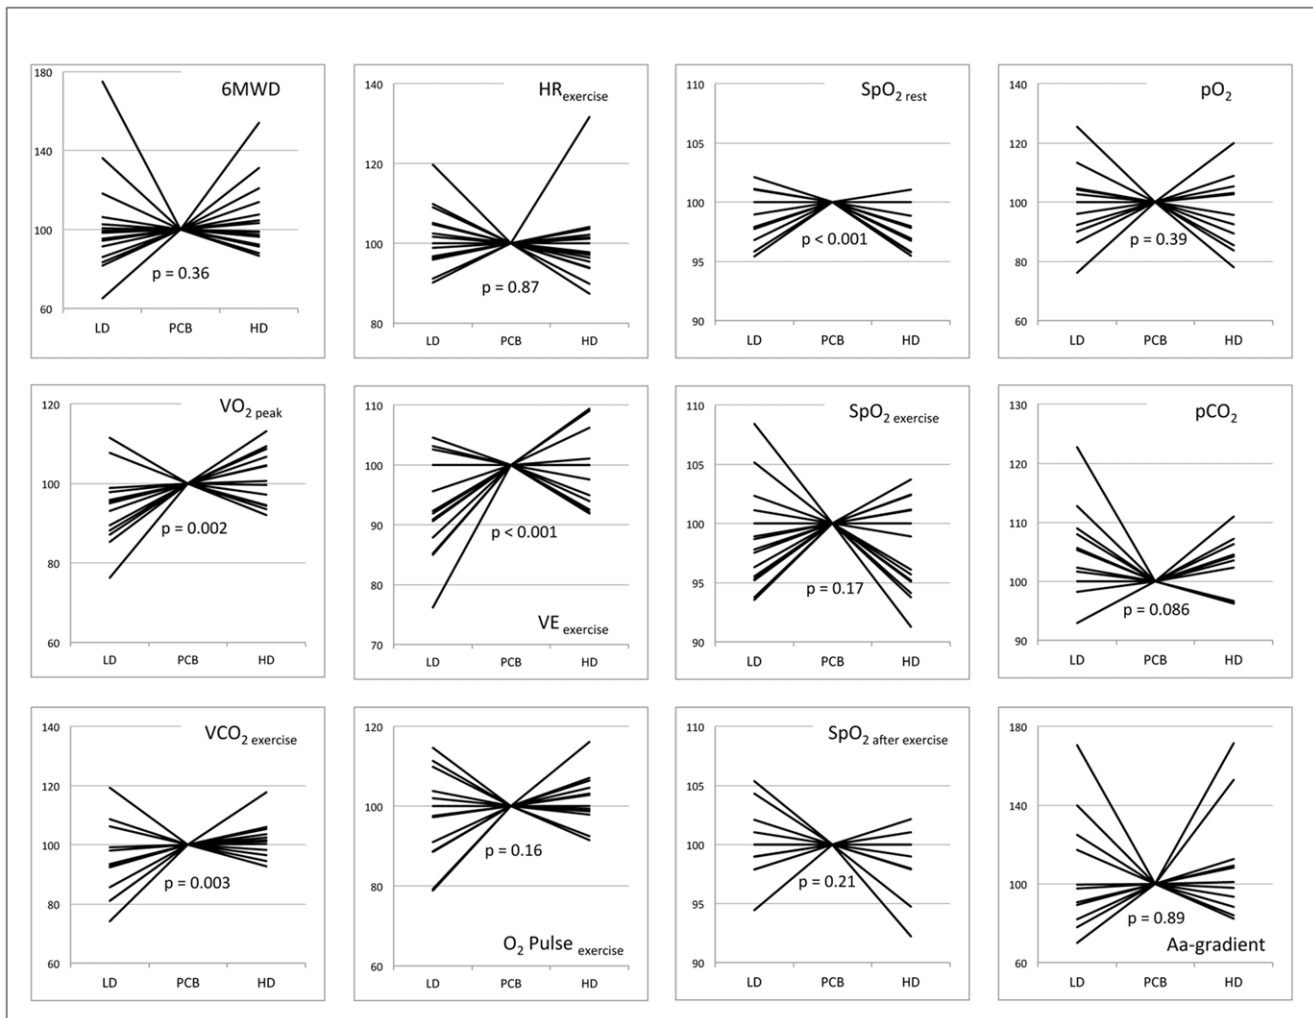 6MWD
180
140
100
60
p = 0.36
LD PCB HD
HR exercise
140
120
100
80
p = 0.87
LD PCB HD
SpO2 rest
110
105
100
95
90
p < 0.001
LD PCB HD
pO2
140
120
100
80
60
p = 0.39
LD PCB HD
VO2 peak
120
100
80
60
p = 0.002
LD PCB HD
110
100
90
80
70
p < 0.001
VE exercise
LD PCB HD
SpO2 exercise
110
105
100
95
90
p = 0.17
LD PCB HD
pCO2
130
120
110
100
90
p = 0.086
LD PCB HD
VCO2 exercise
140
120
100
80
60
p = 0.003
LD PCB HD
120
100
80
60
p = 0.16
O2 Pulse exercise
LD PCB HD
SpO2 after exercise
110
105
100
95
90
p = 0.21
LD PCB HD
180
140
100
60
p = 0.89
Aa-gradient
LD PCB HD